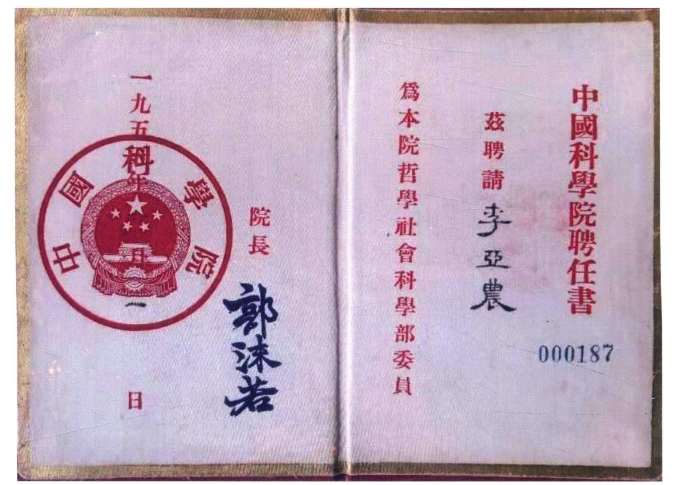 中國科學院聘任書
000187
茲聘請李亞農
爲本院哲學社會科學部委員
院長 郭沫若
一九五年一日
中國科學院